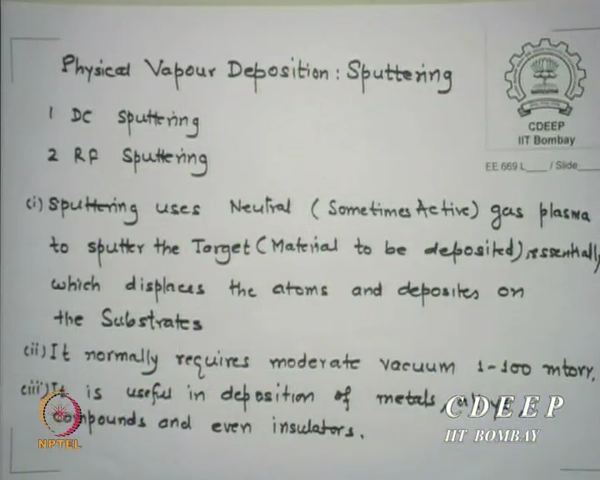 Physical Vapour Deposition: Sputtering
CDEEP
IIT Bombay
EE 669 L____ / Slide____
1 DC Sputtering
2 RF Sputtering
(i) Sputtering uses Neutral (Sometimes Active) gas plasma
to sputter the Target (Material to be deposited), essentially
which displaces the atoms and deposites on
the Substrates
(ii) It normally requires moderate vacuum 1-100 mtorr.
(iii) It is useful in deposition of metals, alloys,
compounds and even insulators.
NPTEL
CDEEP
IIT BOMBAY